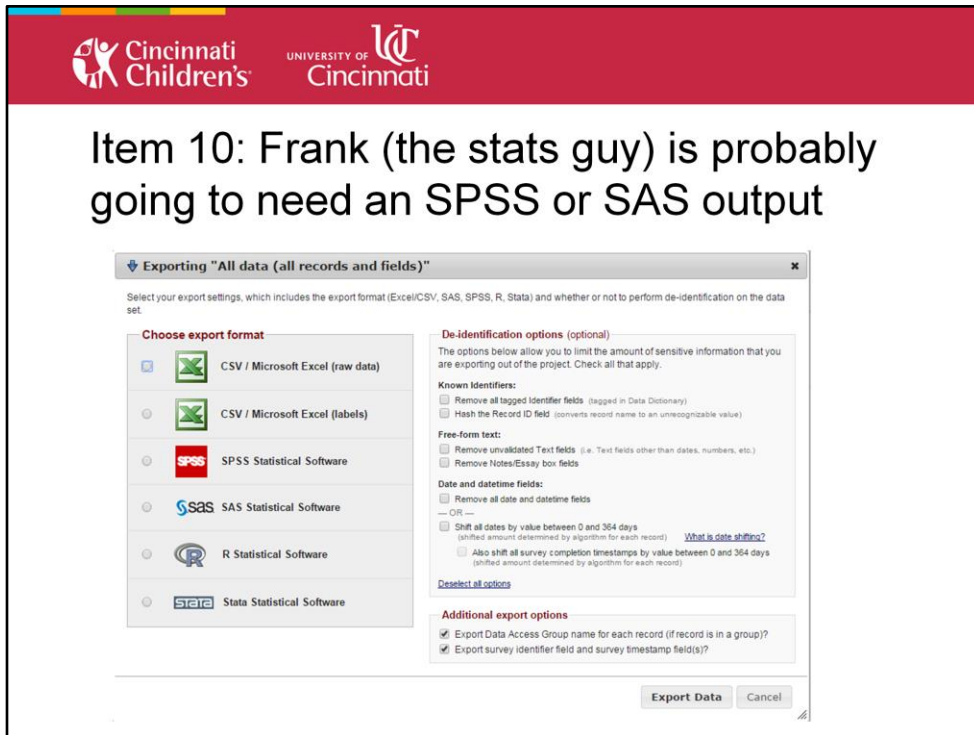 Cincinnati
Children's
UNIVERSITY OF UC
Cincinnati
Item 10: Frank (the stats guy) is probably
going to need an SPSS or SAS output
Exporting "All data (all records and fields)"
Select your export settings, which includes the export format (Excel/CSV, SAS, SPSS, R, Stata) and whether or not to perform de-identification on the data
set.
Choose export format
CSV / Microsoft Excel (raw data)
CSV / Microsoft Excel (labels)
SPSS SPSS Statistical Software
sas SAS Statistical Software
R R Statistical Software
STATA Stata Statistical Software
De-identification options (optional)
The options below allow you to limit the amount of sensitive information that you
are exporting out of the project. Check all that apply.
Known Identifiers:
Remove all tagged Identifier fields (tagged in Data Dictionary)
Hash the Record ID field (converts record name to an unrecognizable value)
Free-form text:
Remove unvalidated Text fields (i.e. Text fields other than dates, numbers, etc.)
Remove Notes/Essay box fields
Date and datetime fields:
Remove all date and datetime fields
— OR —
Shift all dates by value between 0 and 364 days
(shifted amount determined by algorithm for each record) What is date shifting?
Also shift all survey completion timestamps by value between 0 and 364 days
(shifted amount determined by algorithm for each record)
Deselect all options
Additional export options
Export Data Access Group name for each record (if record is in a group)?
Export survey identifier field and survey timestamp field(s)?
Export Data Cancel